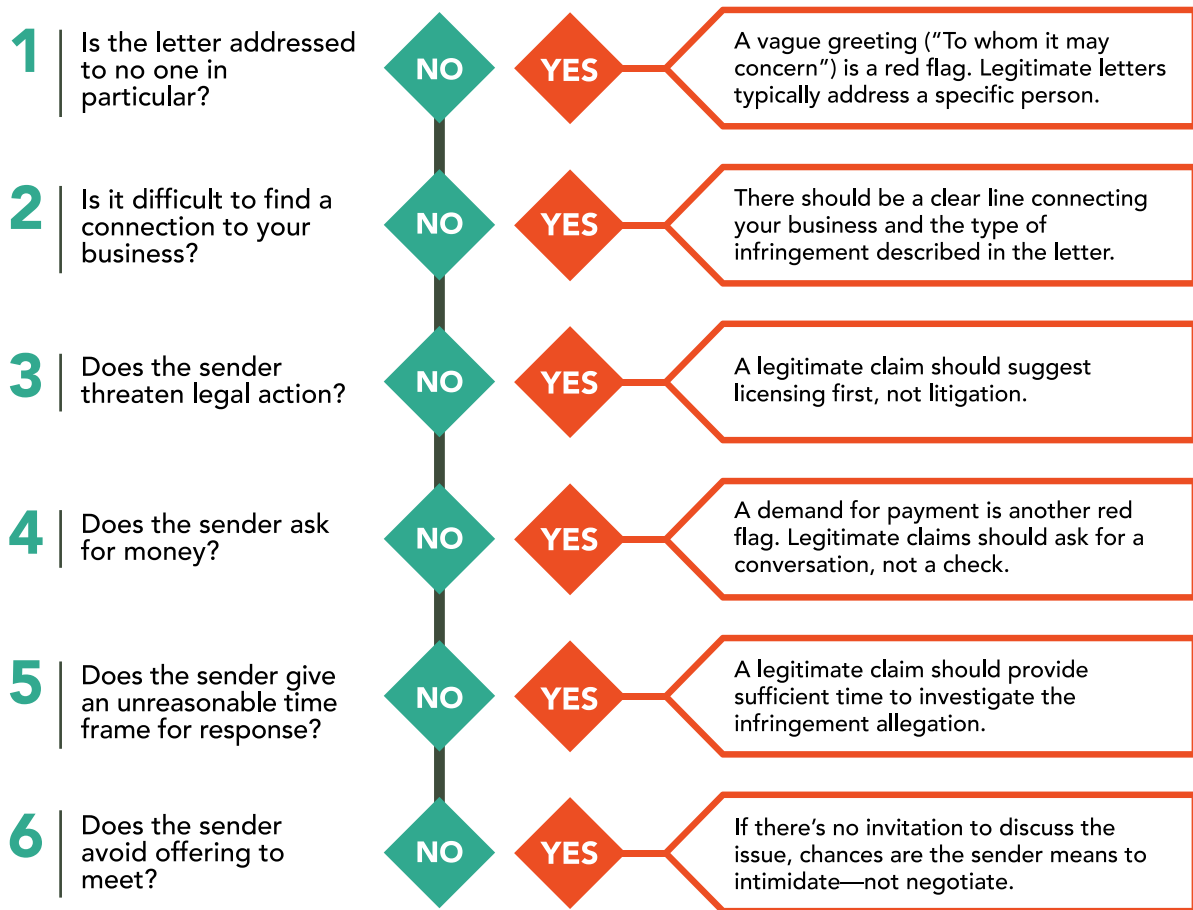 1
Is the letter addressed
to no one in
particular?
NO
YES
A vague greeting (“To whom it may
concern”) is a red flag. Legitimate letters
typically address a specific person.
2
Is it difficult to find a
connection to your
business?
NO
YES
There should be a clear line connecting
your business and the type of
infringement described in the letter.
3
Does the sender
threaten legal action?
NO
YES
A legitimate claim should suggest
licensing first, not litigation.
4
Does the sender ask
for money?
NO
YES
A demand for payment is another red
flag. Legitimate claims should ask for a
conversation, not a check.
5
Does the sender give
an unreasonable time
frame for response?
NO
YES
A legitimate claim should provide
sufficient time to investigate the
infringement allegation.
6
Does the sender
avoid offering to
meet?
NO
YES
If there’s no invitation to discuss the
issue, chances are the sender means to
intimidate—not negotiate.